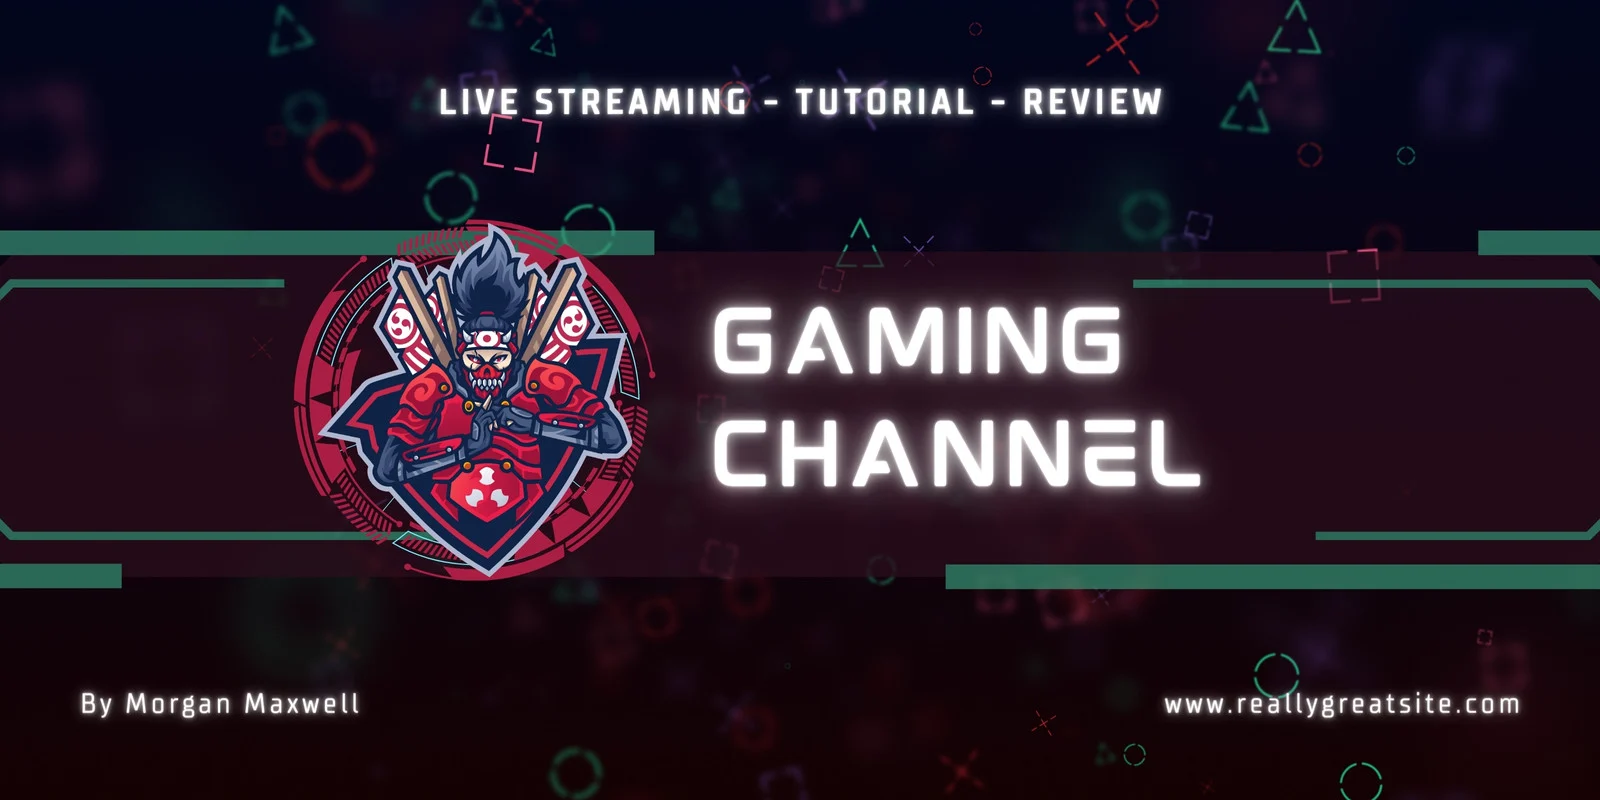 LIVE STREAMING - TUTORIAL - REVIEW
GAMING
CHANNEL
By Morgan Maxwell
www.reallygreatsite.com